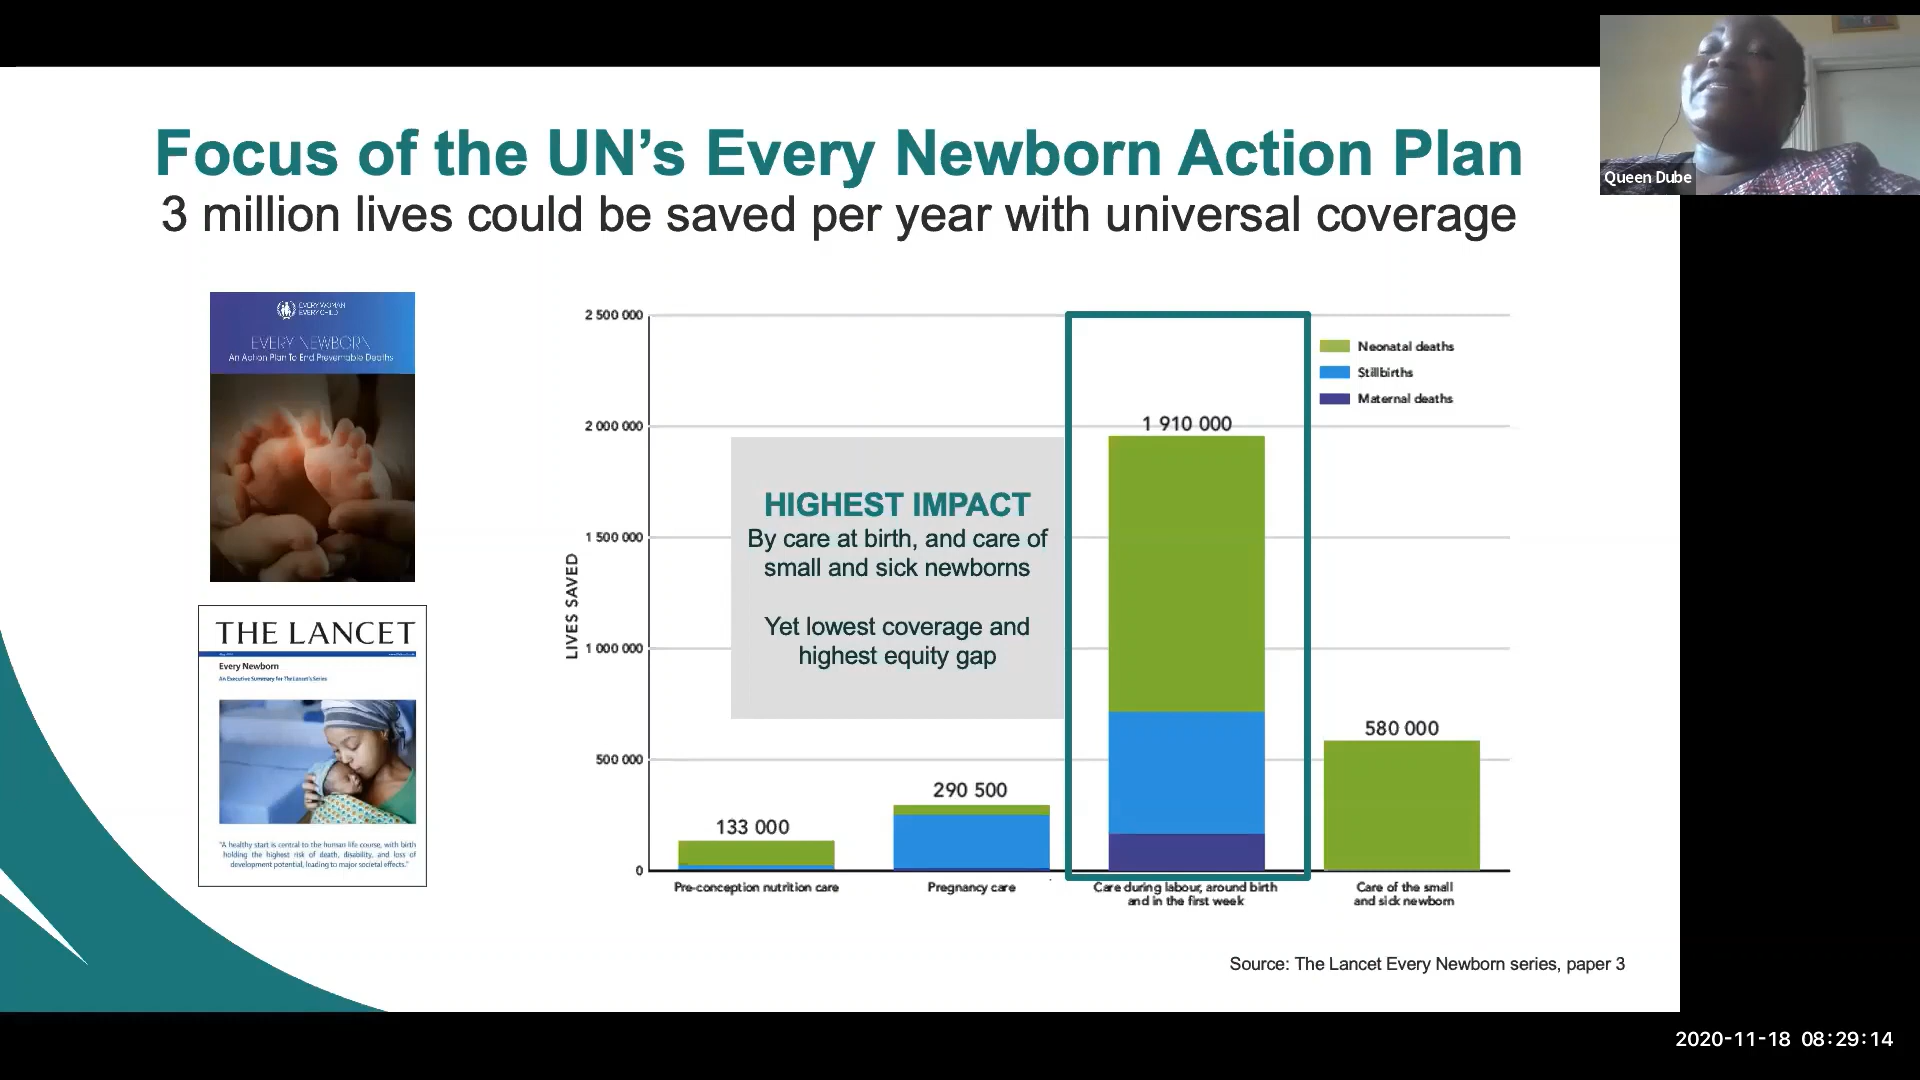 Queen Dube
Focus of the UN's Every Newborn Action Plan
3 million lives could be saved per year with universal coverage
EVERY WOMAN
EVERY CHILD
EVERY NEWBORN
An Action Plan To End Preventable Deaths
THE LANCET
Every Newborn
An Executive Summary for The Lancet's Series
"A healthy start is central to the human life course, with birth
holding the highest risk of death, disability, and loss of
development potential, leading to major societal effects."
LIVES SAVED
2 500 000
2 000 000
1 500 000
1 000 000
500 000
0
HIGHEST IMPACT
By care at birth, and care of
small and sick newborns
Yet lowest coverage and
highest equity gap
Neonatal deaths
Stillbirths
Maternal deaths
133 000
290 500
1 910 000
580 000
Pre-conception nutrition care
Pregnancy care
Care during labour, around birth
and in the first week
Care of the small
and sick newborn
Source: The Lancet Every Newborn series, paper 3
2020-11-18 08:29:14